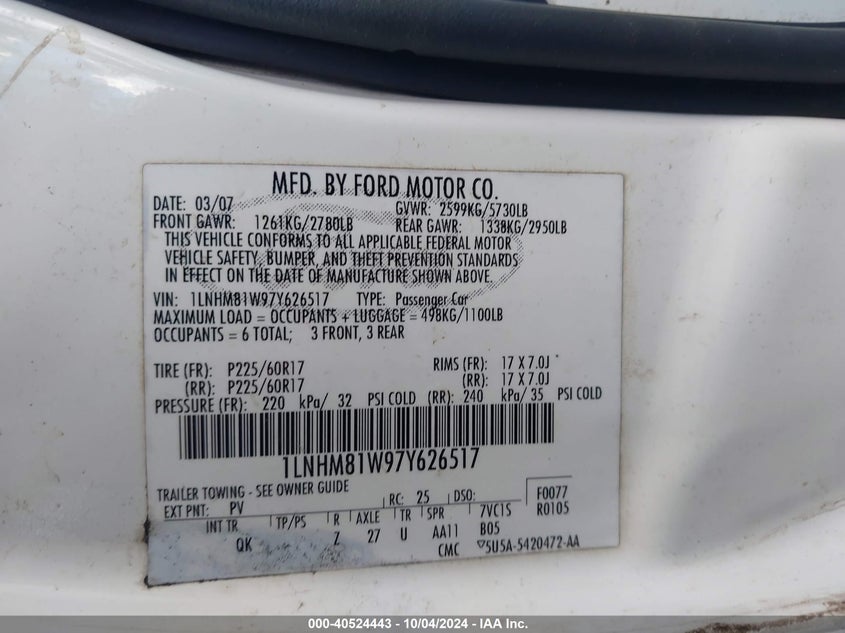 MFD. BY FORD MOTOR CO.
DATE: 03/07 GVWR: 2599KG/5730LB
FRONT GAWR: 1261KG/2780LB REAR GAWR: 1338KG/2950LB
THIS VEHICLE CONFORMS TO ALL APPLICABLE FEDERAL MOTOR
VEHICLE SAFETY, BUMPER, AND THEFT PREVENTION STANDARDS
IN EFFECT ON THE DATE OF MANUFACTURE SHOWN ABOVE.
VIN: 1LNHM81W97Y626517 TYPE: Passenger Car
MAXIMUM LOAD = OCCUPANTS + LUGGAGE = 498KG/1100LB
OCCUPANTS = 6 TOTAL; 3 FRONT, 3 REAR
TIRE (FR): P225/60R17 RIMS (FR): 17 X 7.0J
(RR): P225/60R17 (RR): 17 X 7.0J
PRESSURE (FR): 220 kPa/ 32 PSI COLD (RR): 240 kPa/ 35 PSI COLD
1LNHM81W97Y626517
TRAILER TOWING - SEE OWNER GUIDE
EXT PNT: PV RC: 25 DSO: F0077
INT TR TP/PS R AXLE TR SPR 7VC1S R0105
QK Z 27 U AA11 B05
CMC ▽5U5A-5420472-AA
000-40524443 - 10/04/2024 - IAA Inc.